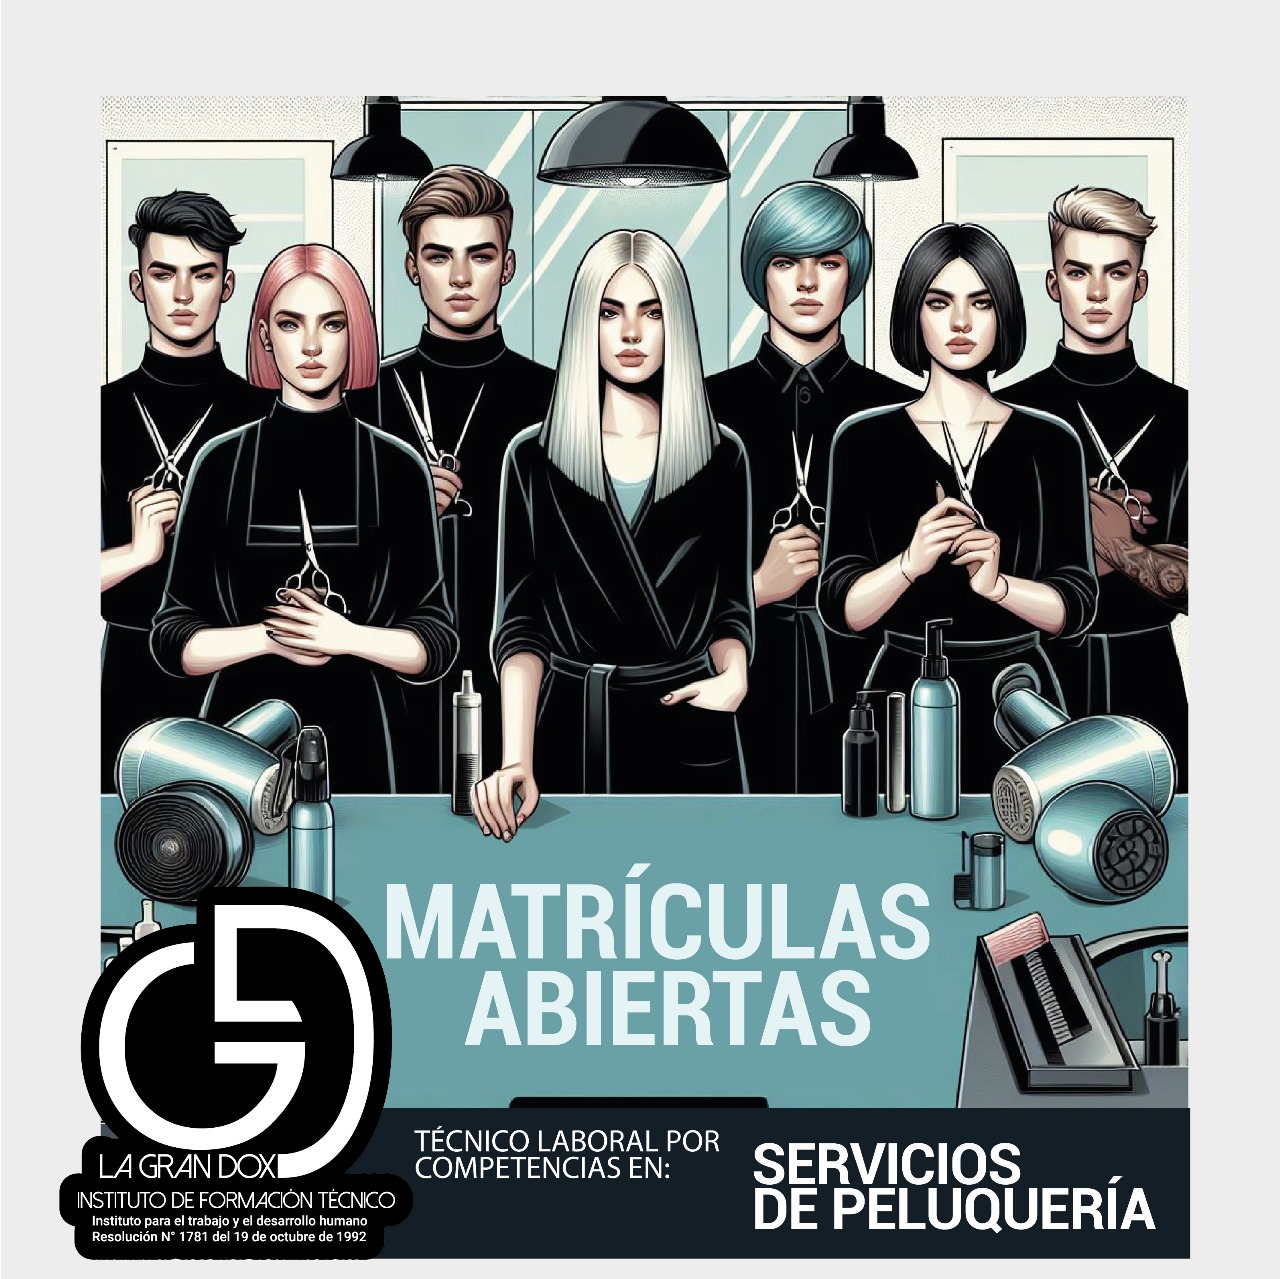 MATRÍCULAS
ABIERTAS
TÉCNICO LABORAL POR
COMPETENCIAS EN:
SERVICIOS
DE PELUQUERÍA
GD
LA GRAN DOX
INSTITUTO DE FORMACIÓN TÉCNICO
Instituto para el trabajo y el desarrollo humano
Resolución N° 1781 del 19 de octubre de 1992